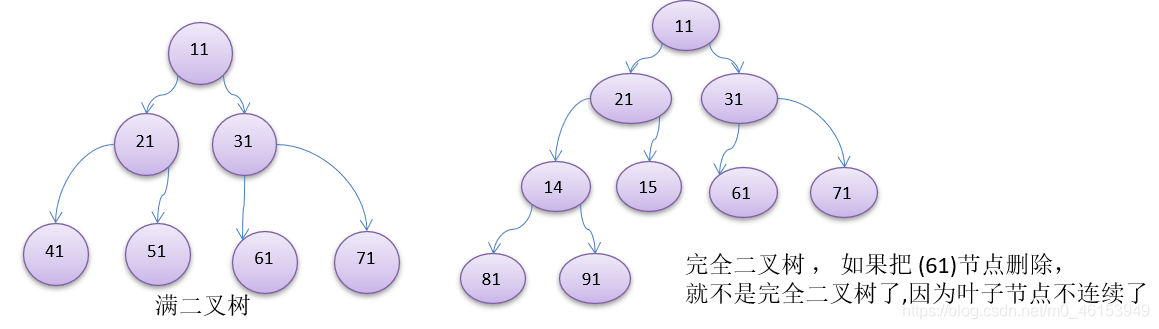 11
21 31
41 51 61 71
满二叉树
11
21 31
14 15 61 71
81 91
完全二叉树 ， 如果把 (61)节点删除，
就不是完全二叉树了,因为叶子节点不连续了
https://blog.csdn.net/m0_46153949